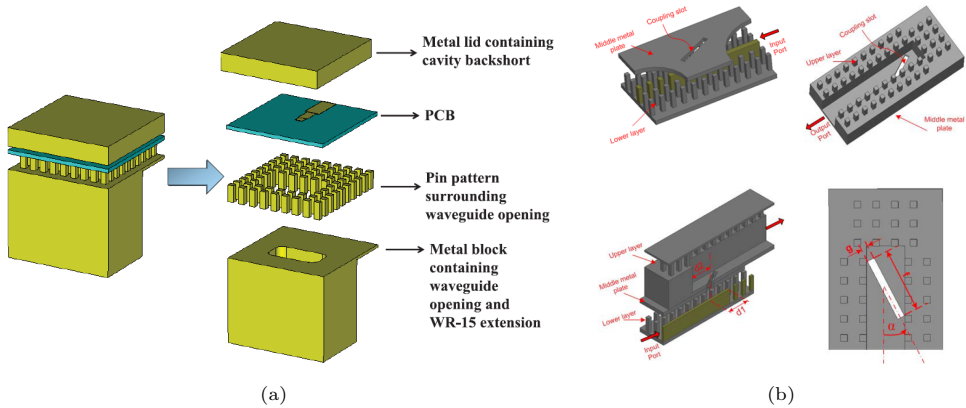 Metal lid containing
cavity backshort
PCB
Pin pattern
surrounding
waveguide opening
Metal block
containing
waveguide
opening and
WR-15 extension
(a)
Coupling slot
Middle metal
plate
Input
Port
Lower layer
Coupling slot
Upper layer
Output Port
Middle metal
plate
Upper layer
Middle metal
plate
Lower layer
Input
Port
d1
g
α
(b)